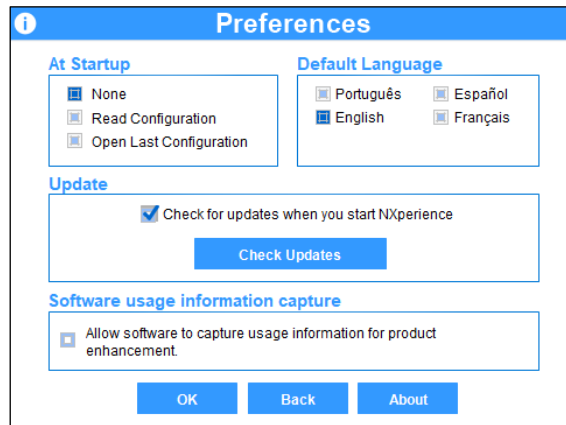 i
Preferences
At Startup
None
Read Configuration
Open Last Configuration
Default Language
Português Español
English Français
Update
Check for updates when you start NXperience
Check Updates
Software usage information capture
Allow software to capture usage information for product
enhancement.
OK Back About